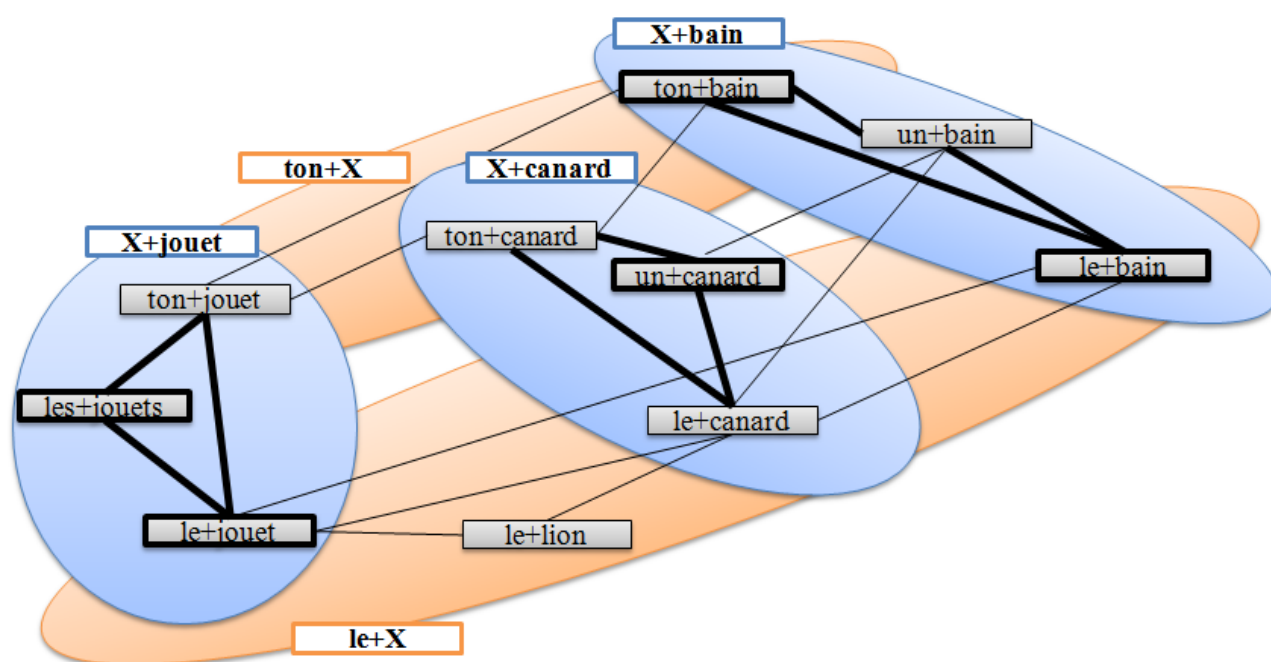 X+bain
ton+bain
un+bain
ton+X
X+canard
ton+canard
X+jouet
un+canard
le+bain
ton+jouet
les+jouets
le+canard
le+jouet
le+lion
le+X